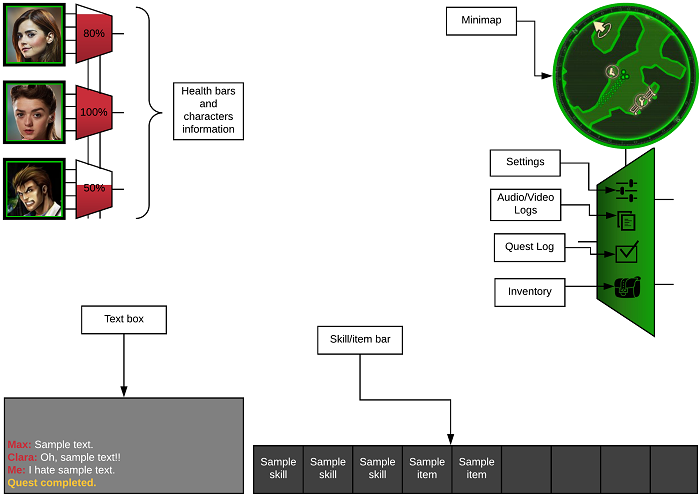 80%
100%
50%
Health bars
and
characters
information
Minimap
Settings
Audio/Video
Logs
Quest Log
Inventory
Text box
Skill/item bar
Max: Sample text.
Clara: Oh, sample text!!
Me: I hate sample text.
Quest completed.
Sample
skill
Sample
skill
Sample
skill
Sample
item
Sample
item